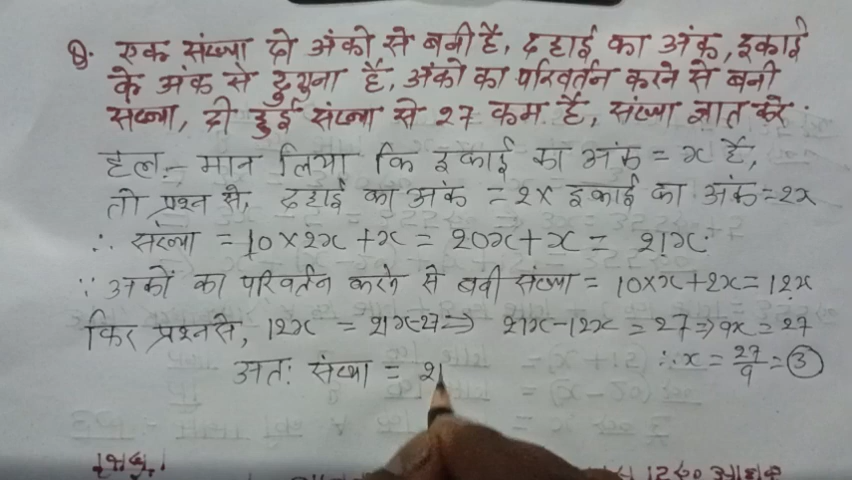 Q. एक संख्या दो अंको से बनी है, दहाई का अंक, इकाई
के अंक से दुगुना है, अंको का परिवर्तन करने से बनी
संख्या, दी हुई संख्या से 27 कम है, संख्या ज्ञात करे.
हल:- मान लिया कि इकाई का अंक = x है,
तो प्रश्न से, दहाई का अंक = 2 x इकाई का अंक = 2x
∴ संख्या = 10 × 2x + x = 20x + x = 21x.
∵ अकों का परिवर्तन करने से बनी संख्या = 10 × x + 2x = 12x
फिर प्रश्न से, 12x = 21x-27 ⇒ 21x - 12x = 27 ⇒ 9x = 27
∴ x = 27/9 = 3
अतः संख्या = 21